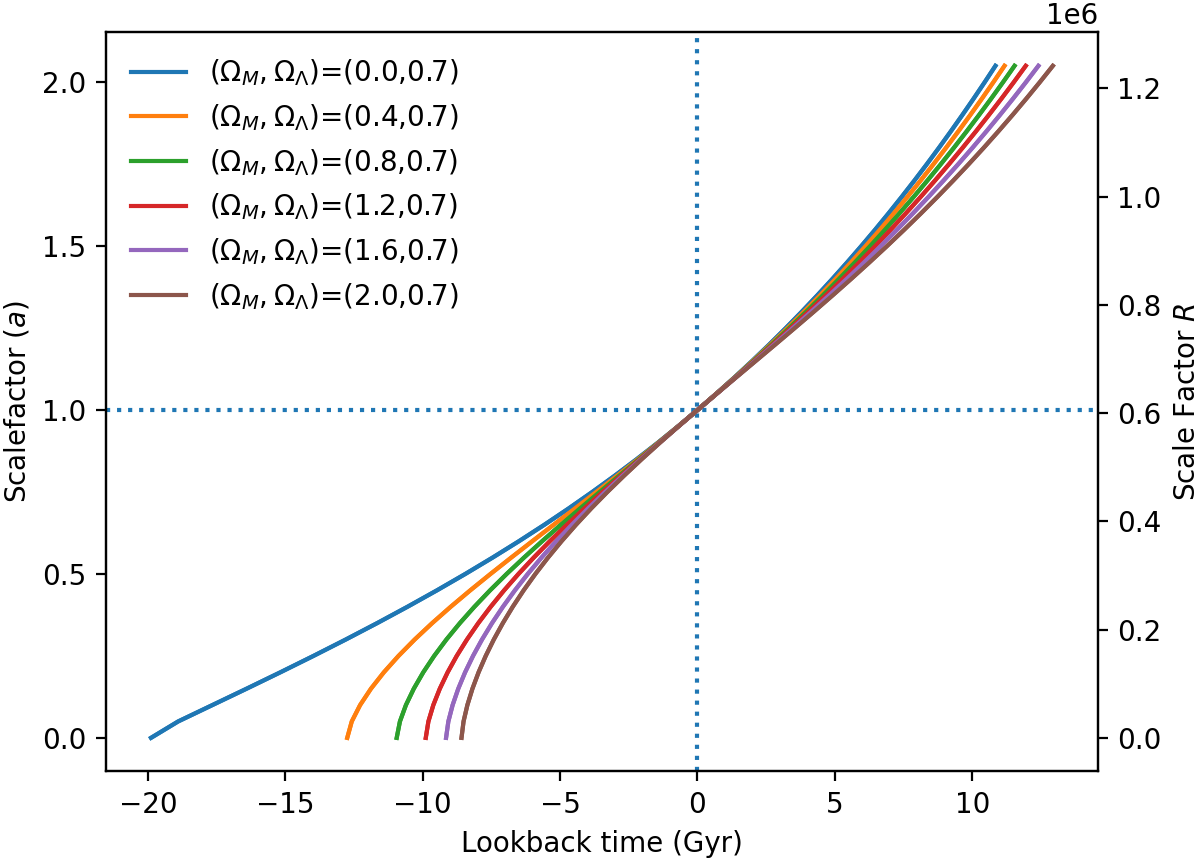 1e6
(Ω_M, Ω_Λ)=(0.0,0.7)
(Ω_M, Ω_Λ)=(0.4,0.7)
(Ω_M, Ω_Λ)=(0.8,0.7)
(Ω_M, Ω_Λ)=(1.2,0.7)
(Ω_M, Ω_Λ)=(1.6,0.7)
(Ω_M, Ω_Λ)=(2.0,0.7)
Scalefactor (a)
2.0
1.5
1.0
0.5
0.0
1.2
1.0
0.8
0.6
0.4
0.2
0.0
Scale Factor R
−20 −15 −10 −5 0 5 10
Lookback time (Gyr)